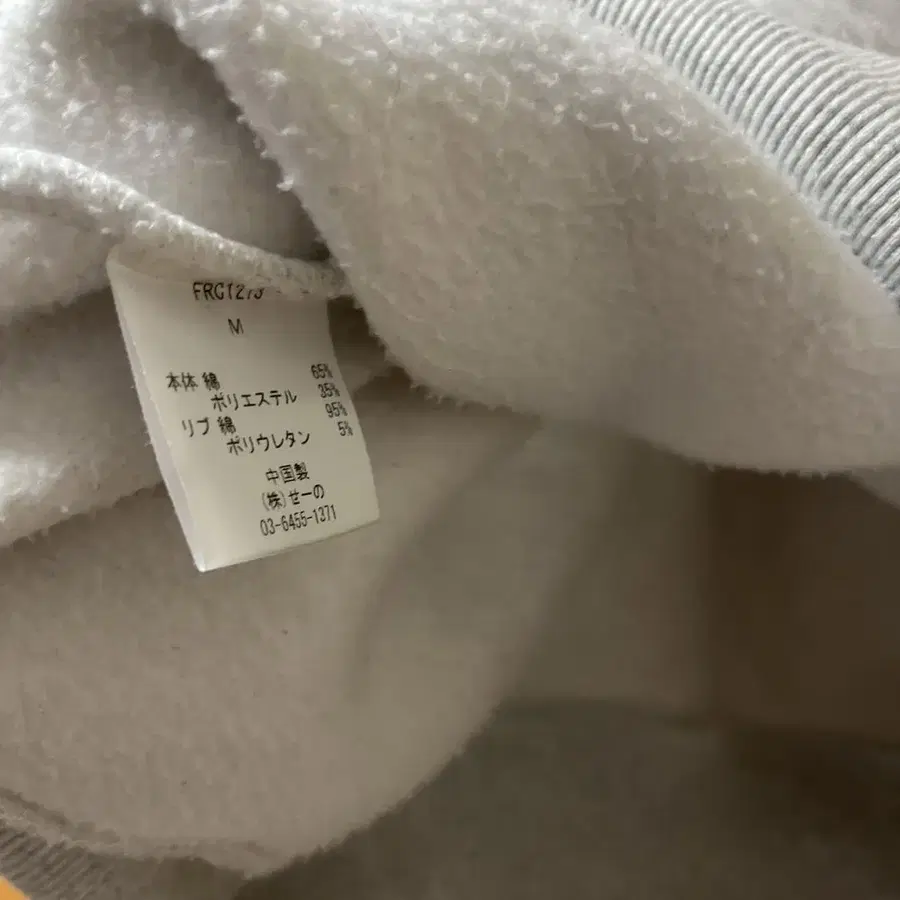 M
本体 綿 65%
ポリエステル 35%
リブ 綿 95%
ポリウレタン 5%
中国製
(株)せーの
03-6455-1371